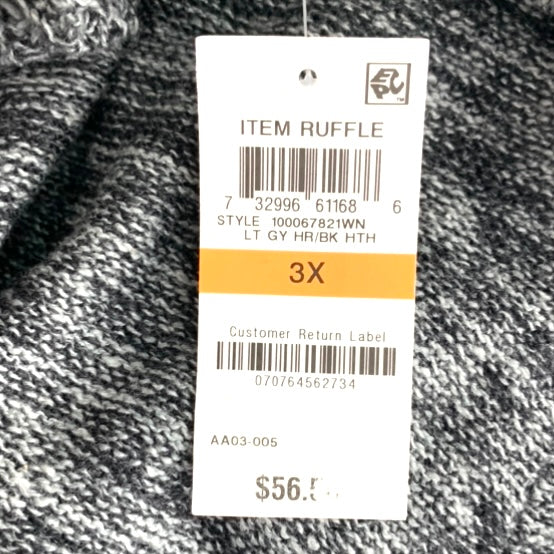 EPC
TM
ITEM RUFFLE
7 32996 61168 6
STYLE 100067821WN
LT GY HR/BK HTH
3X
Customer Return Label
070764562734
AA03-005